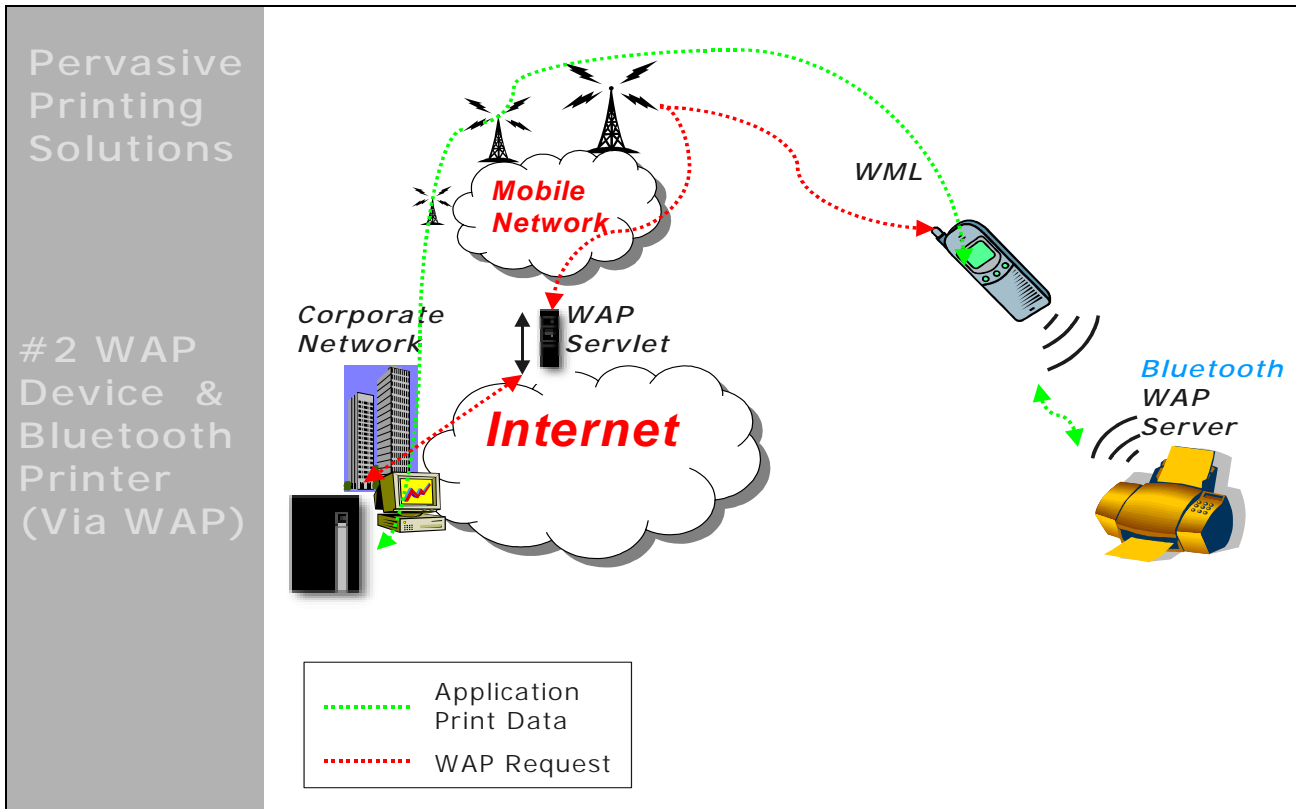 Pervasive
Printing
Solutions
#2 WAP
Device &
Bluetooth
Printer
(Via WAP)
Mobile
Network
WML
Corporate
Network
WAP
Servlet
Internet
Bluetooth
WAP
Server
Application
Print Data
WAP Request